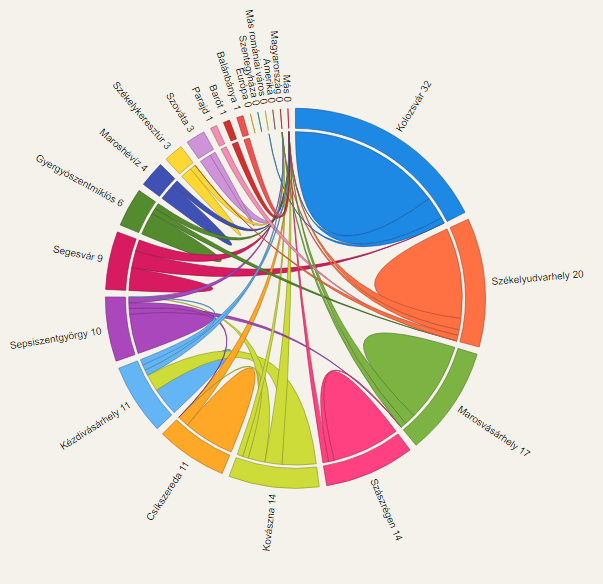 Kolozsvár 32
Székelyudvarhely 20
Marosvásárhely 17
Szászrégen 14
Kovászna 14
Csíkszereda 11
Kézdivásárhely 11
Sepsiszentgyörgy 10
Segesvár 9
Gyergyószentmiklós 6
Maroshévíz 4
Székelykeresztúr 3
Szováta 3
Parajd 1
Barót 1
Balánbánya 1
Európa 0
Szentegyháza 0
Más romániai város 0
Amerika 0
Magyarország 0
Más 0